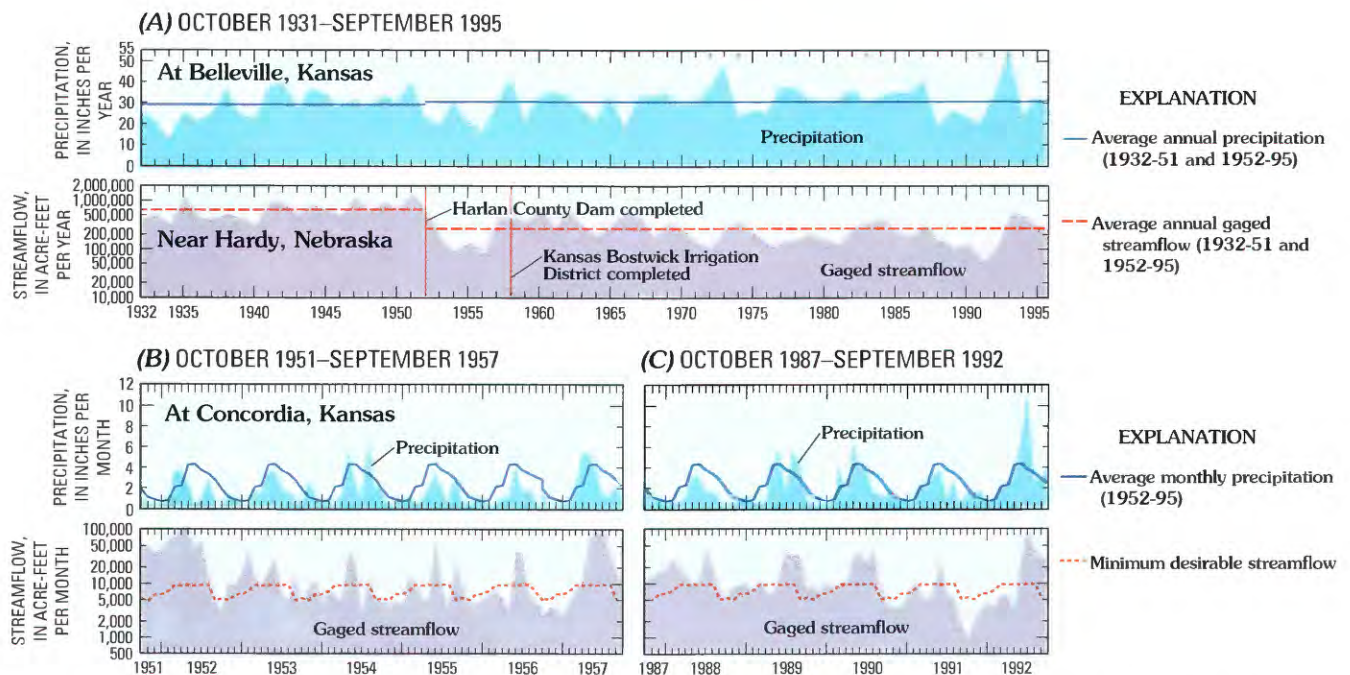 (A) OCTOBER 1931–SEPTEMBER 1995
PRECIPITATION,
IN INCHES PER
YEAR
55
50
40
30
20
10
0
At Belleville, Kansas
Precipitation
EXPLANATION
Average annual precipitation
(1932-51 and 1952-95)
STREAMFLOW,
IN ACRE-FEET
PER YEAR
2,000,000
1,000,000
500,000
200,000
100,000
50,000
20,000
10,000
Near Hardy, Nebraska
Harlan County Dam completed
Kansas Bostwick Irrigation
District completed
Gaged streamflow
Average annual gaged
streamflow (1932-51 and
1952-95)
1932 1935 1940 1945 1950 1955 1960 1965 1970 1975 1980 1985 1990 1995
(B) OCTOBER 1951–SEPTEMBER 1957
(C) OCTOBER 1987–SEPTEMBER 1992
PRECIPITATION,
IN INCHES PER
MONTH
12
10
8
6
4
2
0
At Concordia, Kansas
Precipitation
Precipitation
EXPLANATION
Average monthly precipitation
(1952-95)
STREAMFLOW,
IN ACRE-FEET
PER MONTH
100,000
50,000
10,000
5,000
1,000
500
Gaged streamflow
Gaged streamflow
Minimum desirable streamflow
1951 1952 1953 1954 1955 1956 1957
1987 1988 1989 1990 1991 1992